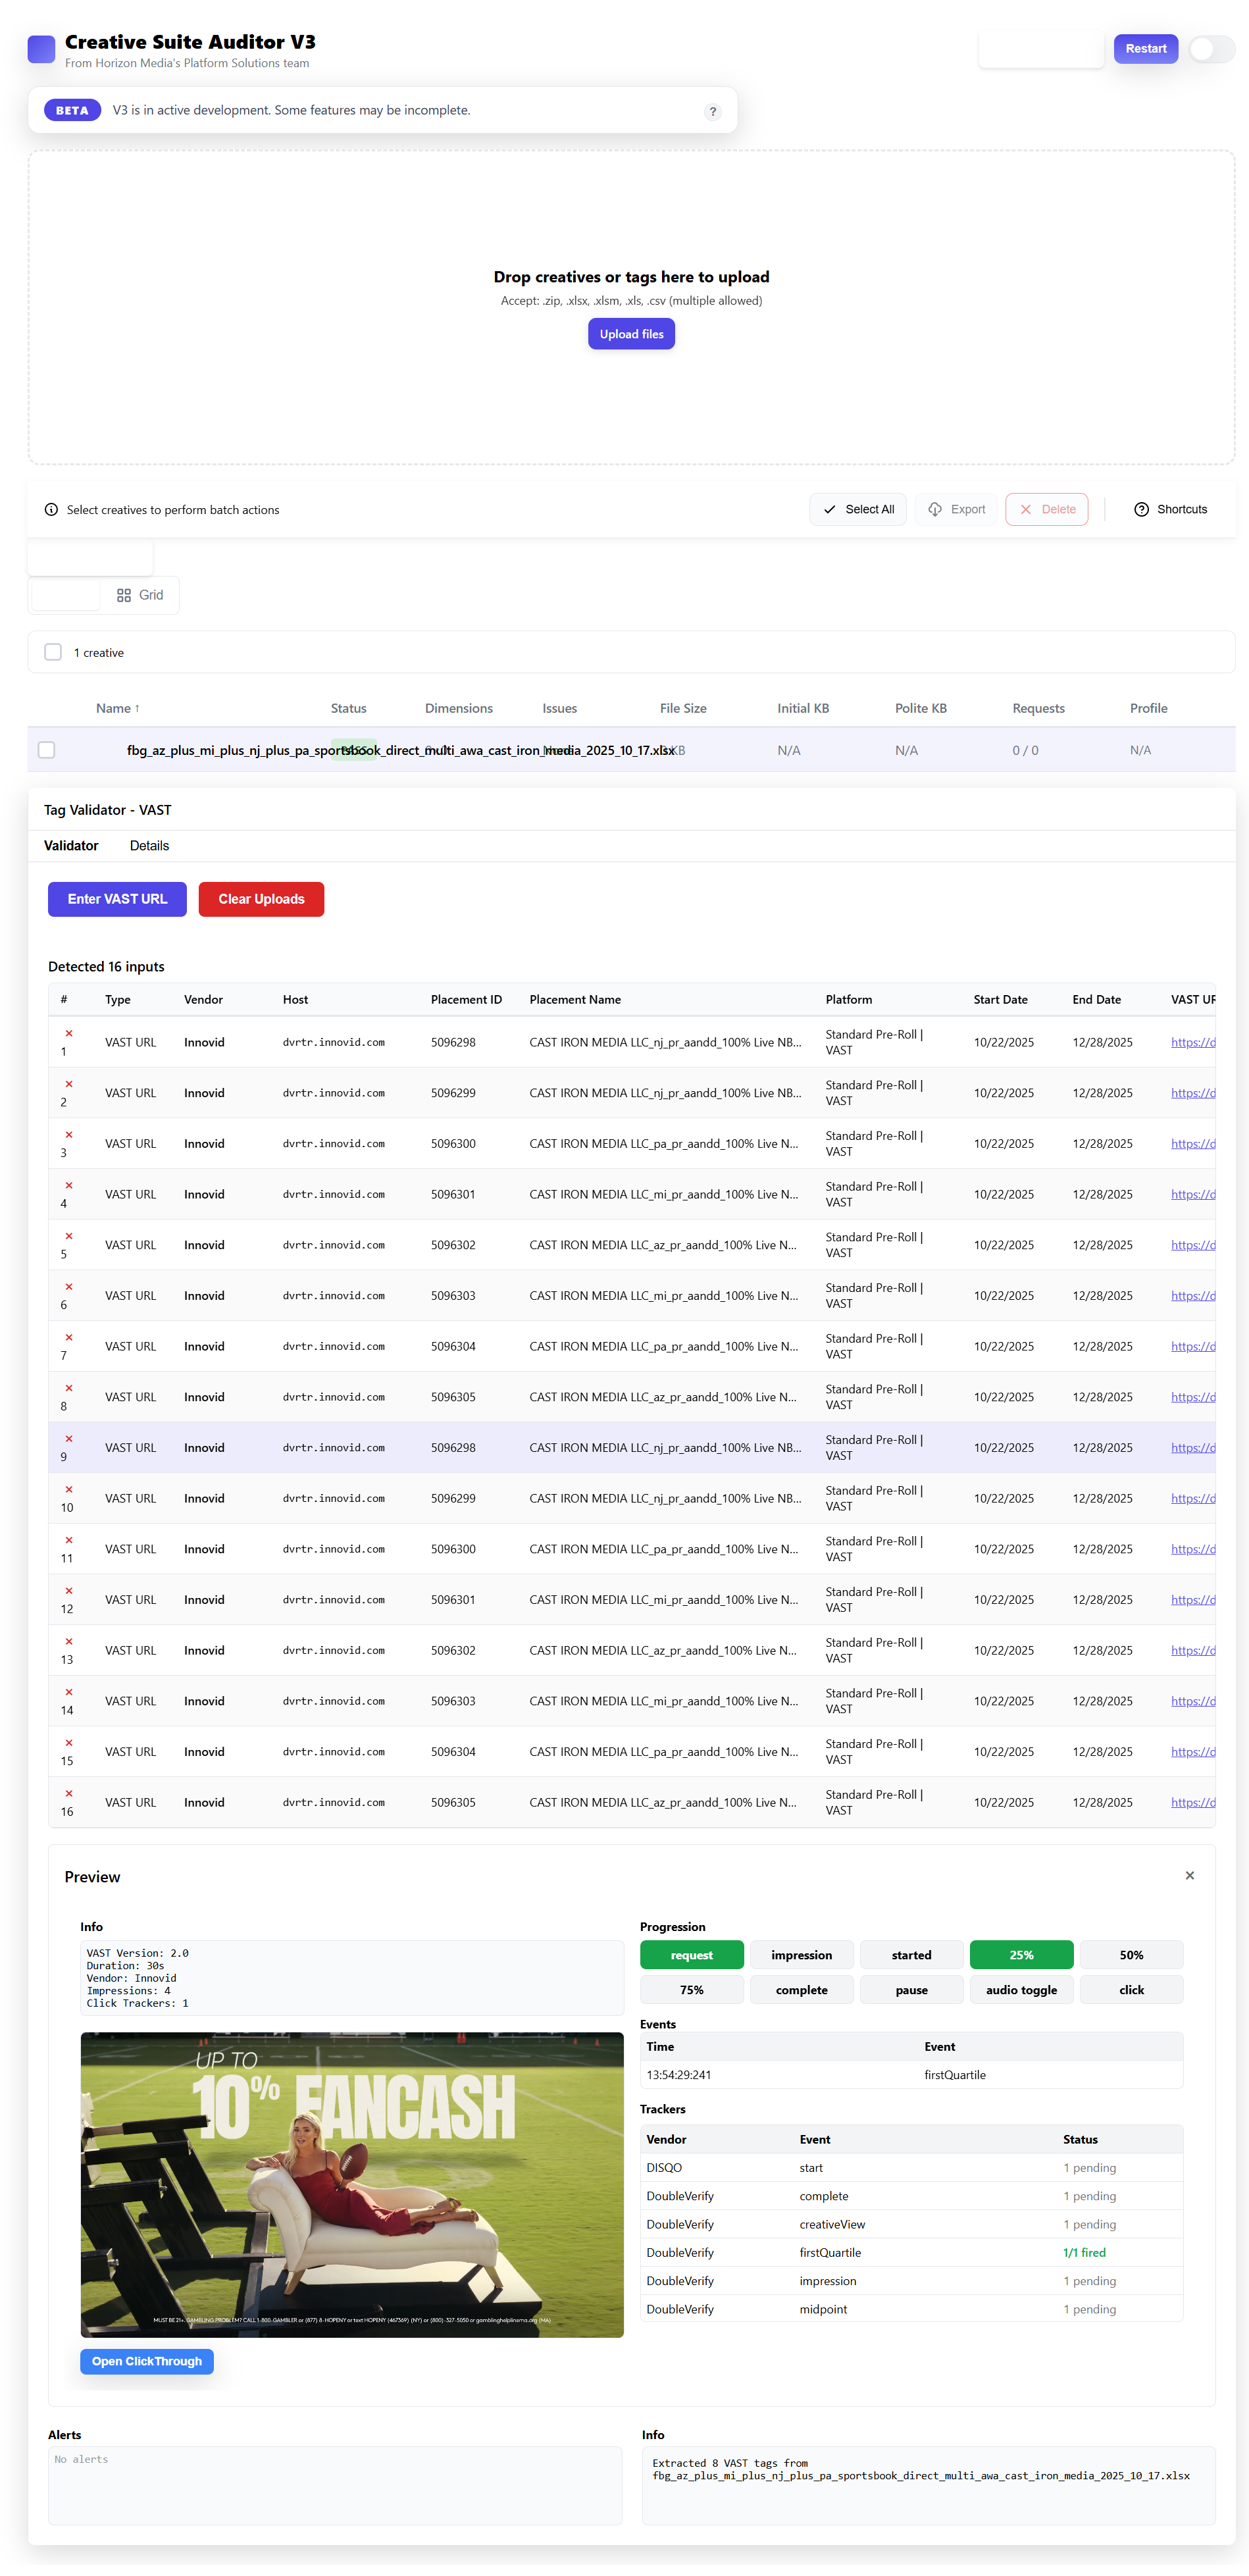 Creative Suite Auditor V3
From Horizon Media's Platform Solutions team
Restart
BETA V3 is in active development. Some features may be incomplete. ?
Drop creatives or tags here to upload
Accept: .zip, .xlsx, .xlsm, .xls, .csv (multiple allowed)
Upload files
Select creatives to perform batch actions
Select All Export Delete Shortcuts
Grid
1 creative
Name ↑ Status Dimensions Issues File Size Initial KB Polite KB Requests Profile
fbg_az_plus_mi_plus_nj_plus_pa_sportsbook_direct_multi_awa_cast_iron_media_2025_10_17.xlsx KB N/A N/A 0 / 0 N/A
Tag Validator - VAST
Validator Details
Enter VAST URL Clear Uploads
Detected 16 inputs
# Type Vendor Host Placement ID Placement Name Platform Start Date End Date VAST UR
× 1 VAST URL Innovid dvrtr.innovid.com 5096298 CAST IRON MEDIA LLC_nj_pr_aandd_100% Live NB... Standard Pre-Roll | VAST 10/22/2025 12/28/2025 https://d
× 2 VAST URL Innovid dvrtr.innovid.com 5096299 CAST IRON MEDIA LLC_nj_pr_aandd_100% Live NB... Standard Pre-Roll | VAST 10/22/2025 12/28/2025 https://d
× 3 VAST URL Innovid dvrtr.innovid.com 5096300 CAST IRON MEDIA LLC_pa_pr_aandd_100% Live N... Standard Pre-Roll | VAST 10/22/2025 12/28/2025 https://d
× 4 VAST URL Innovid dvrtr.innovid.com 5096301 CAST IRON MEDIA LLC_mi_pr_aandd_100% Live N... Standard Pre-Roll | VAST 10/22/2025 12/28/2025 https://d
× 5 VAST URL Innovid dvrtr.innovid.com 5096302 CAST IRON MEDIA LLC_az_pr_aandd_100% Live N... Standard Pre-Roll | VAST 10/22/2025 12/28/2025 https://d
× 6 VAST URL Innovid dvrtr.innovid.com 5096303 CAST IRON MEDIA LLC_mi_pr_aandd_100% Live N... Standard Pre-Roll | VAST 10/22/2025 12/28/2025 https://d
× 7 VAST URL Innovid dvrtr.innovid.com 5096304 CAST IRON MEDIA LLC_pa_pr_aandd_100% Live N... Standard Pre-Roll | VAST 10/22/2025 12/28/2025 https://d
× 8 VAST URL Innovid dvrtr.innovid.com 5096305 CAST IRON MEDIA LLC_az_pr_aandd_100% Live N... Standard Pre-Roll | VAST 10/22/2025 12/28/2025 https://d
× 9 VAST URL Innovid dvrtr.innovid.com 5096298 CAST IRON MEDIA LLC_nj_pr_aandd_100% Live NB... Standard Pre-Roll | VAST 10/22/2025 12/28/2025 https://d
× 10 VAST URL Innovid dvrtr.innovid.com 5096299 CAST IRON MEDIA LLC_nj_pr_aandd_100% Live NB... Standard Pre-Roll | VAST 10/22/2025 12/28/2025 https://d
× 11 VAST URL Innovid dvrtr.innovid.com 5096300 CAST IRON MEDIA LLC_pa_pr_aandd_100% Live N... Standard Pre-Roll | VAST 10/22/2025 12/28/2025 https://d
× 12 VAST URL Innovid dvrtr.innovid.com 5096301 CAST IRON MEDIA LLC_mi_pr_aandd_100% Live N... Standard Pre-Roll | VAST 10/22/2025 12/28/2025 https://d
× 13 VAST URL Innovid dvrtr.innovid.com 5096302 CAST IRON MEDIA LLC_az_pr_aandd_100% Live N... Standard Pre-Roll | VAST 10/22/2025 12/28/2025 https://d
× 14 VAST URL Innovid dvrtr.innovid.com 5096303 CAST IRON MEDIA LLC_mi_pr_aandd_100% Live N... Standard Pre-Roll | VAST 10/22/2025 12/28/2025 https://d
× 15 VAST URL Innovid dvrtr.innovid.com 5096304 CAST IRON MEDIA LLC_pa_pr_aandd_100% Live N... Standard Pre-Roll | VAST 10/22/2025 12/28/2025 https://d
× 16 VAST URL Innovid dvrtr.innovid.com 5096305 CAST IRON MEDIA LLC_az_pr_aandd_100% Live N... Standard Pre-Roll | VAST 10/22/2025 12/28/2025 https://d
Preview ×
Info
VAST Version: 2.0
Duration: 30s
Vendor: Innovid
Impressions: 4
Click Trackers: 1
UP TO
10% FANCASH
MUST BE 21+. GAMBLING PROBLEM? CALL 1-800-GAMBLER or (877) 8-HOPENY or text HOPENY (467369) (NY) or (800)-327-5050 or gamblinghelplinema.org (MA)
Open ClickThrough
Progression
request impression started 25% 50%
75% complete pause audio toggle click
Events
Time Event
13:54:29:241 firstQuartile
Trackers
Vendor Event Status
DISQO start 1 pending
DoubleVerify complete 1 pending
DoubleVerify creativeView 1 pending
DoubleVerify firstQuartile 1/1 fired
DoubleVerify impression 1 pending
DoubleVerify midpoint 1 pending
Alerts
No alerts
Info
Extracted 8 VAST tags from
fbg_az_plus_mi_plus_nj_plus_pa_sportsbook_direct_multi_awa_cast_iron_media_2025_10_17.xlsx